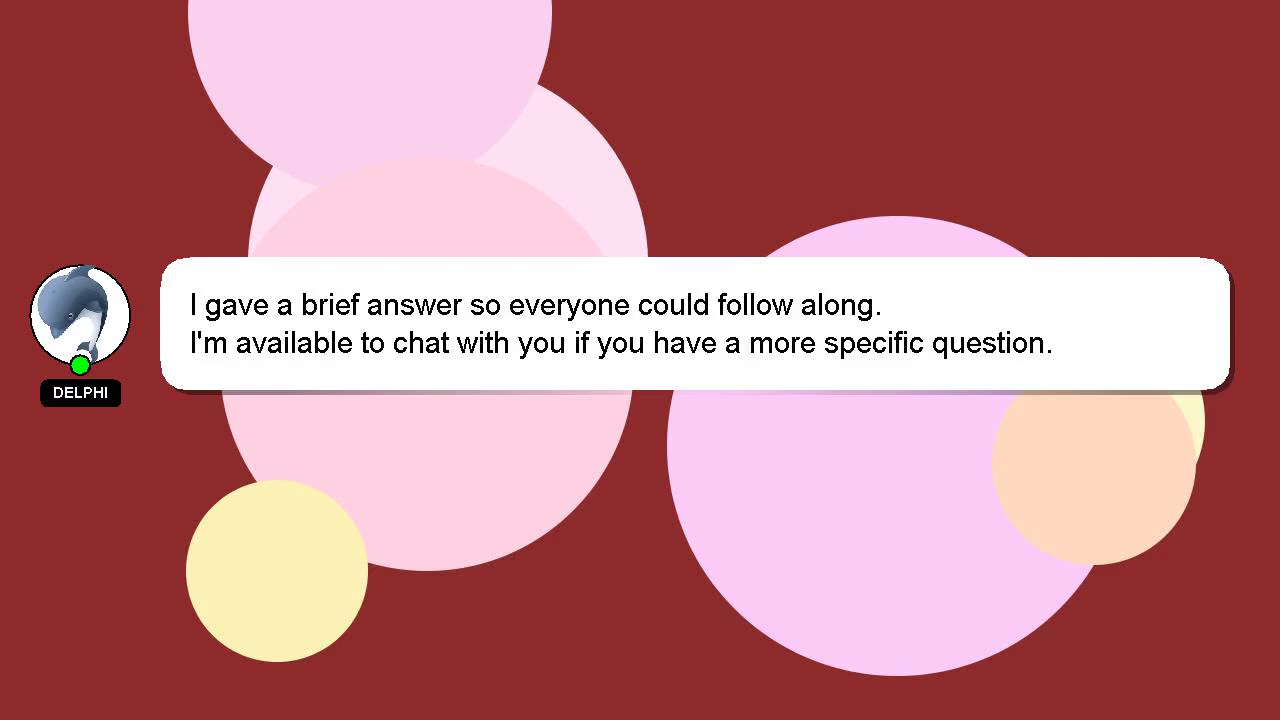 I gave a brief answer so everyone could follow along.
I'm available to chat with you if you have a more specific question.
DELPHI